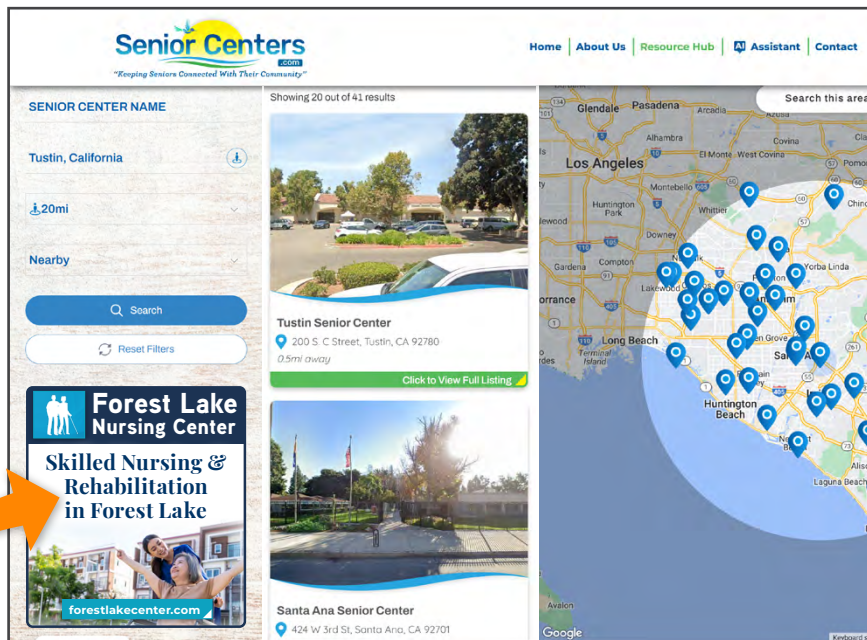 Senior Centers
.com
"Keeping Seniors Connected With Their Community"
Home
About Us
Resource Hub
AI Assistant
Contact
SENIOR CENTER NAME
Tustin, California
20mi
Nearby
Search
Reset Filters
Forest Lake
Nursing Center
Skilled Nursing &
Rehabilitation
in Forest Lake
forestlakecenter.com
Showing 20 out of 41 results
Tustin Senior Center
200 S. C Street, Tustin, CA 92780
0.5mi away
Click to View Full Listing
Santa Ana Senior Center
424 W 3rd St, Santa Ana, CA 92701
Search this area
Glendale
Pasadena
Arcadia
Azusa
Alhambra
Covina
El Monte
West Covina
Los Angeles
Montebello
Huntington
Park
Whittier
Downey
Gardena
Compton
Lakewood
Yorba Linda
Long Beach
Terminal
Island
Huntington
Beach
Laguna Beach
Avalon
Google
Keyboard